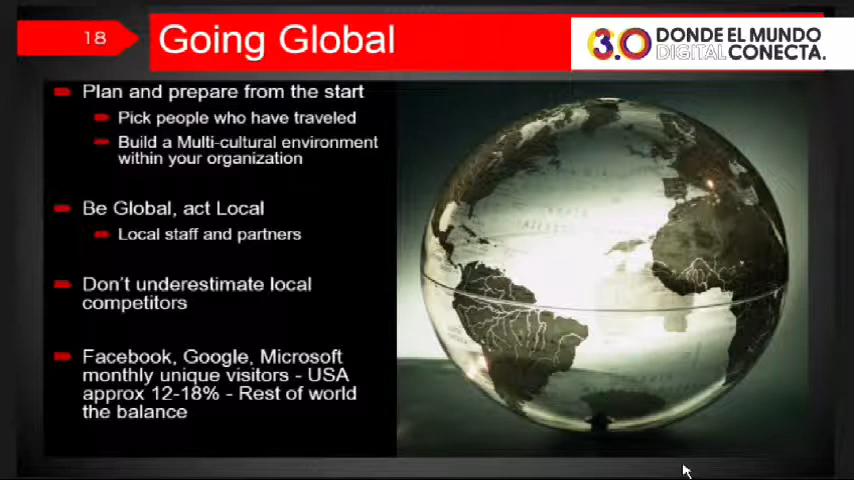 18
Going Global
3.0 DONDE EL MUNDO
DIGITAL CONECTA.
Plan and prepare from the start
Pick people who have traveled
Build a Multi-cultural environment
within your organization
Be Global, act Local
Local staff and partners
Don't underestimate local
competitors
Facebook, Google, Microsoft
monthly unique visitors - USA
approx 12-18% - Rest of world
the balance